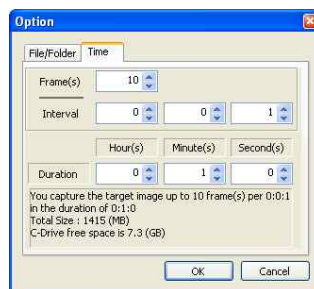 Option
File/Folder Time
Frame(s) 10
Interval 0 0 1
Hour(s) Minute(s) Second(s)
Duration 0 1 0
You capture the target image up to 10 frame(s) per 0:0:1
in the duration of 0:1:0
Total Size : 1415 (MB)
C-Drive free space is 7.3 (GB)
OK Cancel